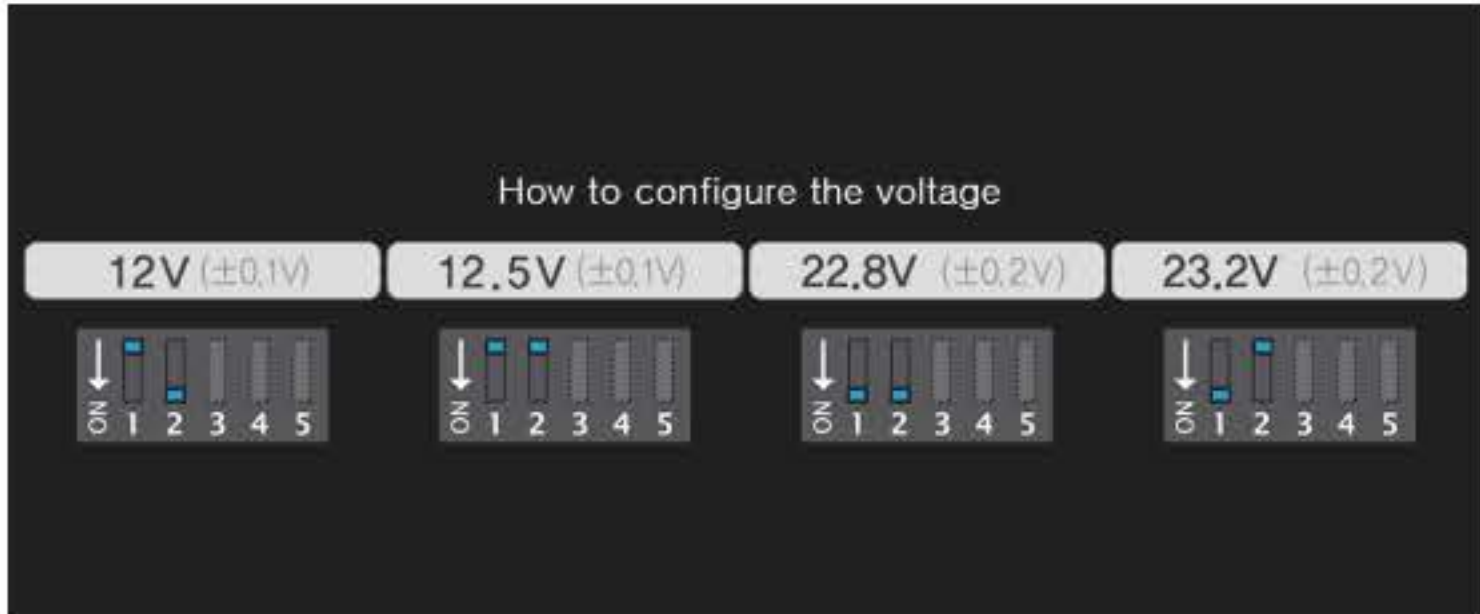 How to configure the voltage
12V (±0.1V) 12.5V (±0.1V) 22.8V (±0.2V) 23.2V (±0.2V)
ON 1 2 3 4 5 ON 1 2 3 4 5 ON 1 2 3 4 5 ON 1 2 3 4 5